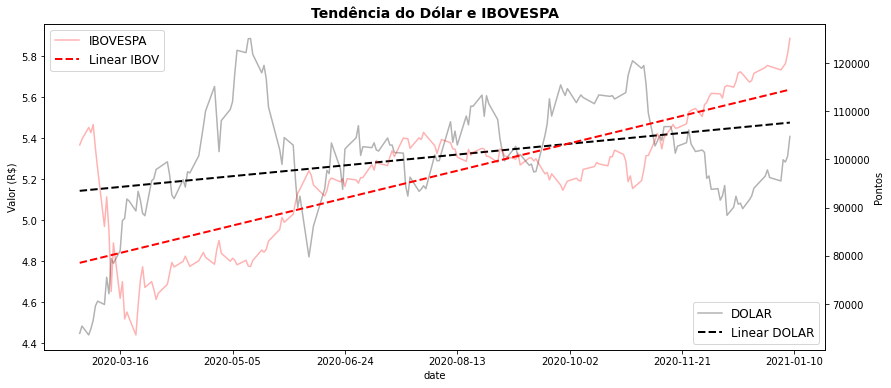 Tendência do Dólar e IBOVESPA
IBOVESPA
Linear IBOV
5.8
5.6
5.4
5.2
5.0
4.8
4.6
4.4
Valor (R$)
120000
110000
100000
90000
80000
70000
Pontos
DOLAR
Linear DOLAR
2020-03-16
2020-05-05
2020-06-24
2020-08-13
2020-10-02
2020-11-21
2021-01-10
date